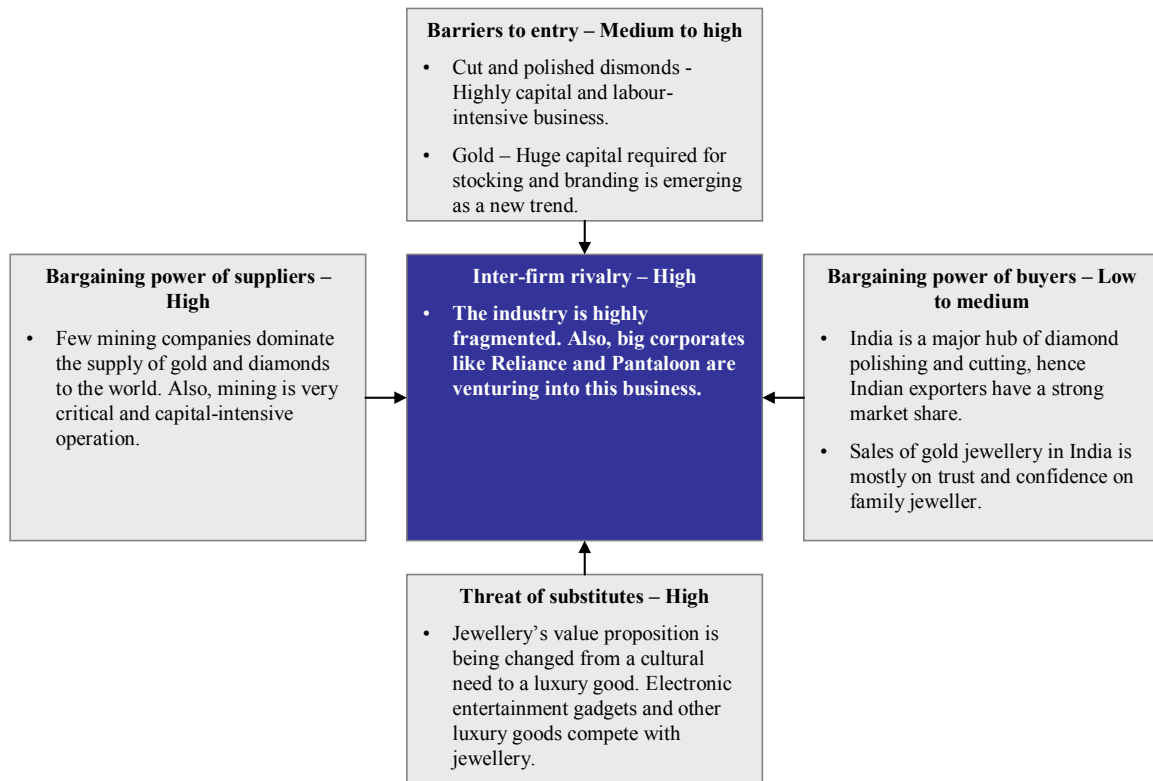 Barriers to entry – Medium to high
• Cut and polished dismonds -
Highly capital and labour-
intensive business.
• Gold – Huge capital required for
stocking and branding is emerging
as a new trend.
Bargaining power of suppliers –
High
• Few mining companies dominate
the supply of gold and diamonds
to the world. Also, mining is very
critical and capital-intensive
operation.
Inter-firm rivalry – High
• The industry is highly
fragmented. Also, big corporates
like Reliance and Pantaloon are
venturing into this business.
Bargaining power of buyers – Low
to medium
• India is a major hub of diamond
polishing and cutting, hence
Indian exporters have a strong
market share.
• Sales of gold jewellery in India is
mostly on trust and confidence on
family jeweller.
Threat of substitutes – High
• Jewellery’s value proposition is
being changed from a cultural
need to a luxury good. Electronic
entertainment gadgets and other
luxury goods compete with
jewellery.